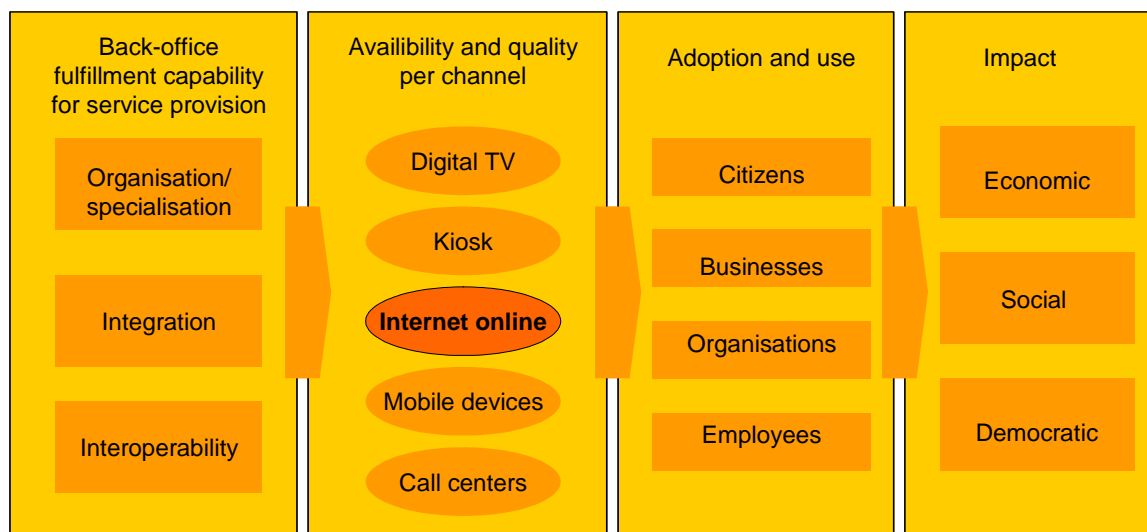 Back-office
fulfillment capability
for service provision
Organisation/
specialisation
Integration
Interoperability
Availibility and quality
per channel
Digital TV
Kiosk
Internet online
Mobile devices
Call centers
Adoption and use
Citizens
Businesses
Organisations
Employees
Impact
Economic
Social
Democratic